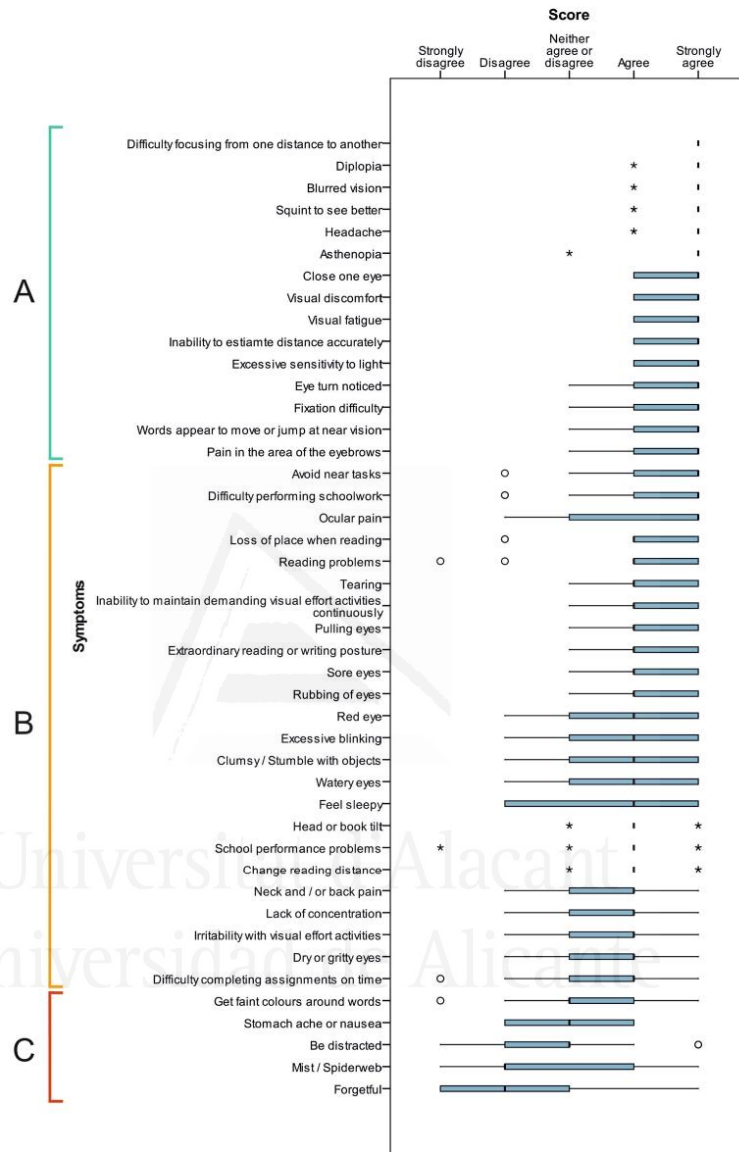 Score
Strongly disagree
Disagree
Neither agree or disagree
Agree
Strongly agree
A
Difficulty focusing from one distance to another
Diplopia
Blurred vision
Squint to see better
Headache
Asthenopia
Close one eye
Visual discomfort
Visual fatigue
Inability to estiamte distance accurately
Excessive sensitivity to light
Eye turn noticed
Fixation difficulty
Words appear to move or jump at near vision
Pain in the area of the eyebrows
Symptoms
B
Avoid near tasks
Difficulty performing schoolwork
Ocular pain
Loss of place when reading
Reading problems
Tearing
Inability to maintain demanding visual effort activities
continuously
Pulling eyes
Extraordinary reading or writing posture
Sore eyes
Rubbing of eyes
Red eye
Excessive blinking
Clumsy / Stumble with objects
Watery eyes
Feel sleepy
Head or book tilt
School performance problems
Change reading distance
Neck and / or back pain
Lack of concentration
Irritability with visual effort activities
Dry or gritty eyes
Difficulty completing assignments on time
C
Get faint colours around words
Stomach ache or nausea
Be distracted
Mist / Spiderweb
Forgetful
Universitat d'Alacant
Universidad de Alicante